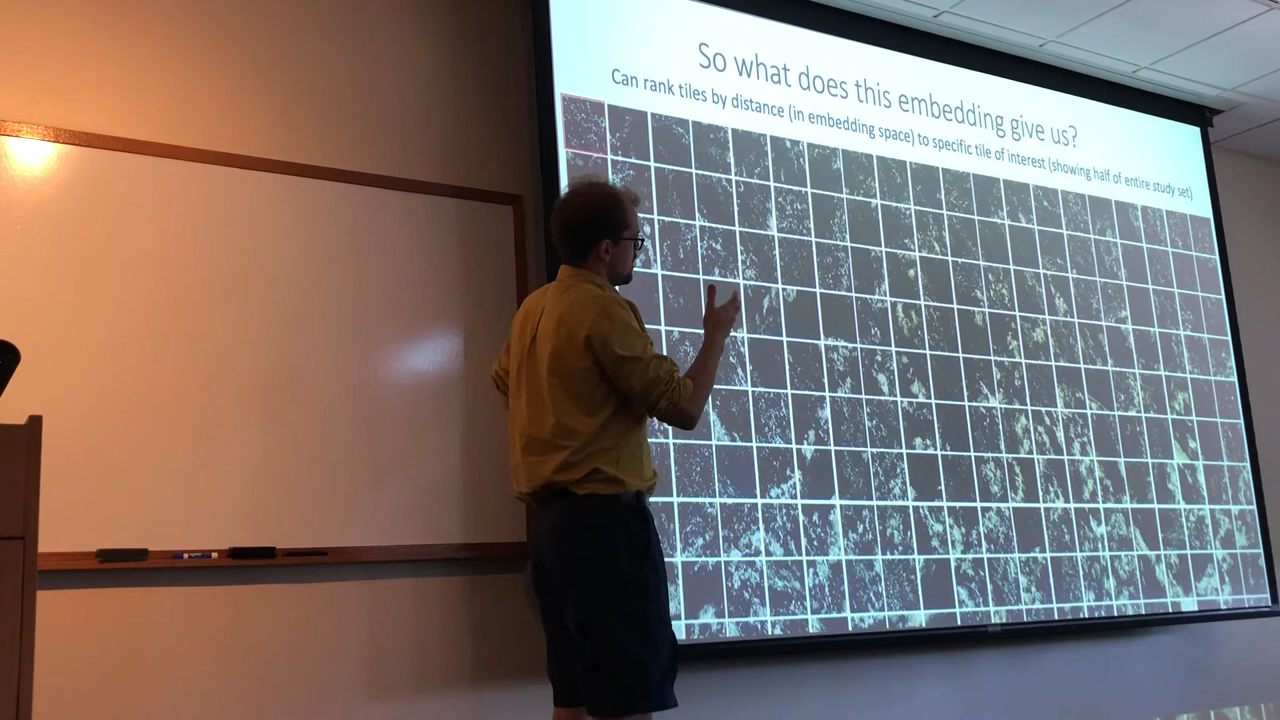 So what does this embedding give us?
Can rank tiles by distance (in embedding space) to specific tile of interest (showing half of entire study set)